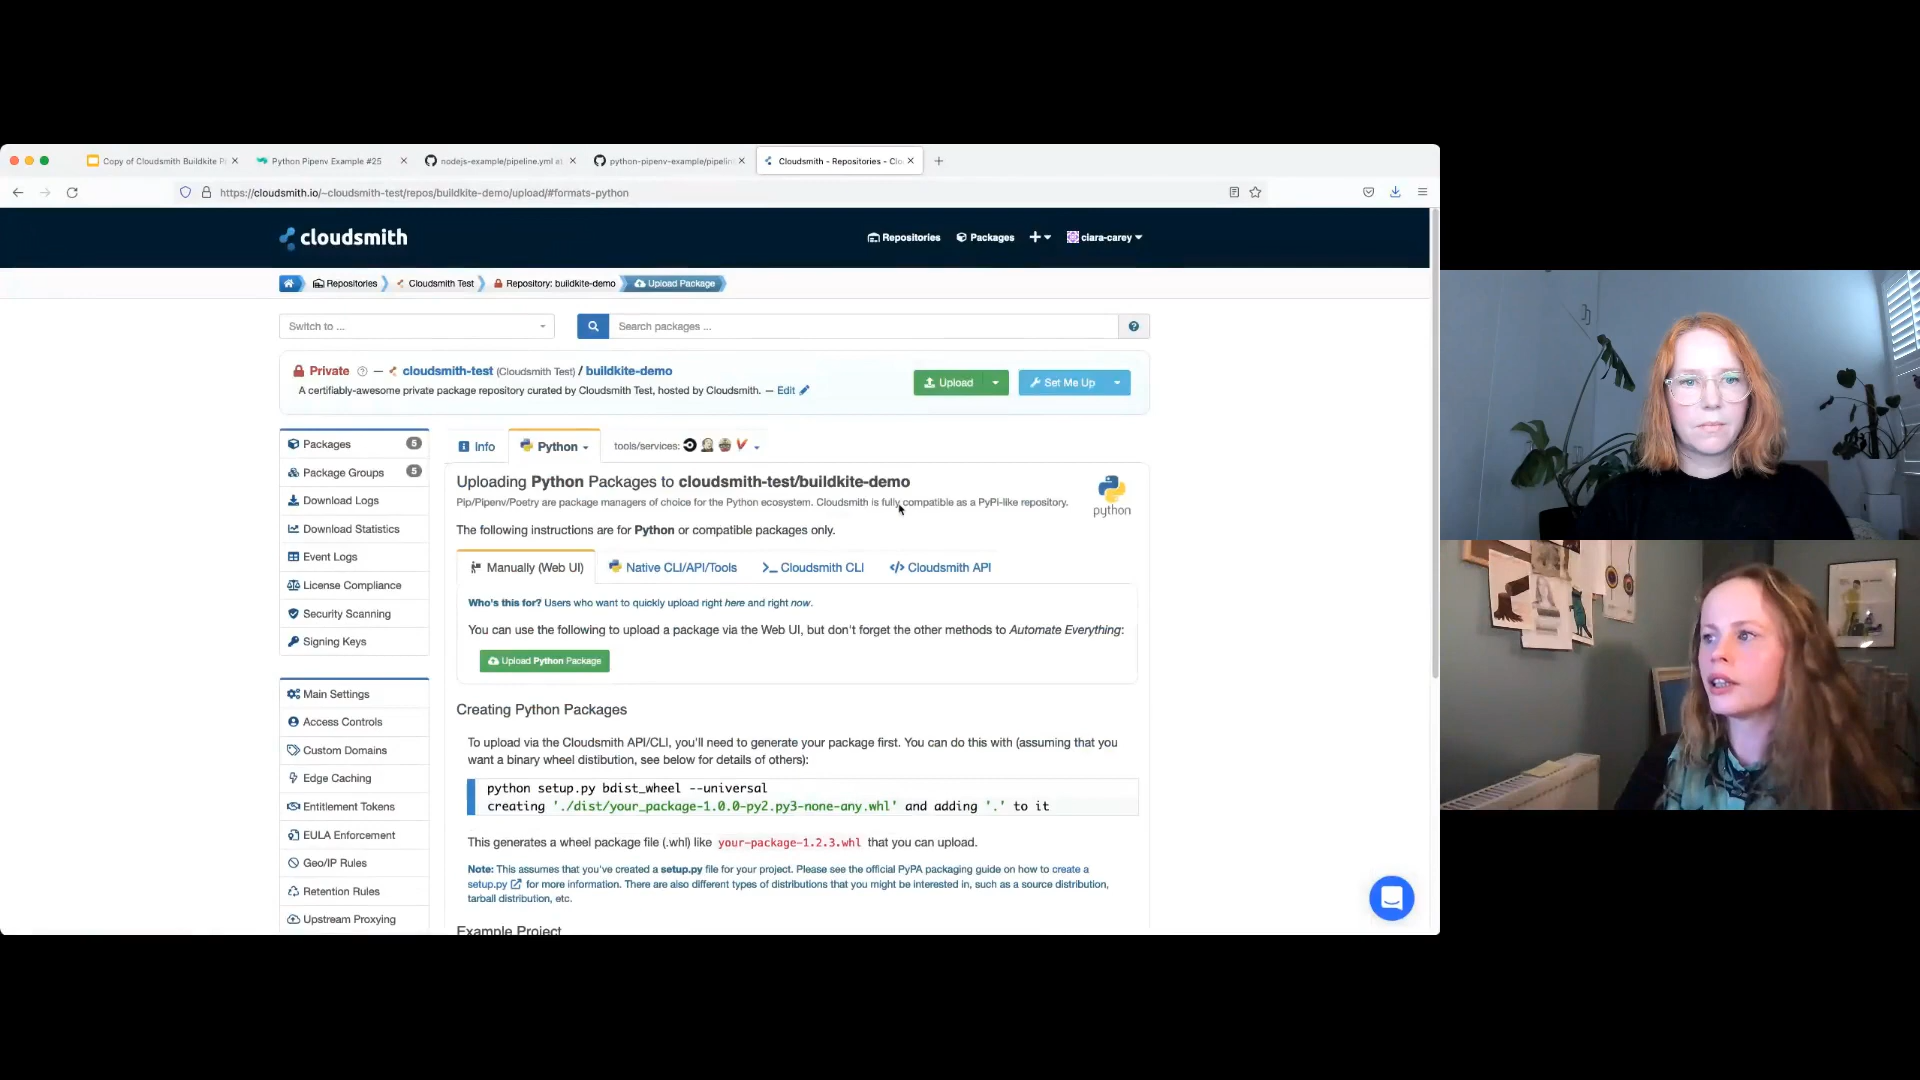 Copy of Cloudsmith Buildkite P
Python Pipenv Example #25
nodejs-example/pipeline.yml at
python-pipenv-example/pipelin
Cloudsmith - Repositories - Clo
https://cloudsmith.io/~cloudsmith-test/repos/buildkite-demo/upload/#formats-python
cloudsmith
Repositories
Packages
ciara-carey
Repositories
Cloudsmith Test
Repository: buildkite-demo
Upload Package
Switch to ...
Search packages ...
Private — cloudsmith-test (Cloudsmith Test) / buildkite-demo
A certifiably-awesome private package repository curated by Cloudsmith Test, hosted by Cloudsmith. — Edit
Upload
Set Me Up
Packages 5
Package Groups 5
Download Logs
Download Statistics
Event Logs
License Compliance
Security Scanning
Signing Keys
Main Settings
Access Controls
Custom Domains
Edge Caching
Entitlement Tokens
EULA Enforcement
Geo/IP Rules
Retention Rules
Upstream Proxying
Info
Python
tools/services:
Uploading Python Packages to cloudsmith-test/buildkite-demo
Pip/Pipenv/Poetry are package managers of choice for the Python ecosystem. Cloudsmith is fully compatible as a PyPi-like repository.
python
The following instructions are for Python or compatible packages only.
Manually (Web UI)
Native CLI/API/Tools
Cloudsmith CLI
Cloudsmith API
Who's this for? Users who want to quickly upload right here and right now.
You can use the following to upload a package via the Web UI, but don't forget the other methods to Automate Everything:
Upload Python Package
Creating Python Packages
To upload via the Cloudsmith API/CLI, you'll need to generate your package first. You can do this with (assuming that you
want a binary wheel distibution, see below for details of others):
python setup.py bdist_wheel --universal
creating './dist/your_package-1.0.0-py2.py3-none-any.whl' and adding '.' to it
This generates a wheel package file (.whl) like your-package-1.2.3.whl that you can upload.
Note: This assumes that you've created a setup.py file for your project. Please see the official PyPA packaging guide on how to create a
setup.py for more information. There are also different types of distributions that you might be interested in, such as a source distribution,
tarball distribution, etc.
Example Project